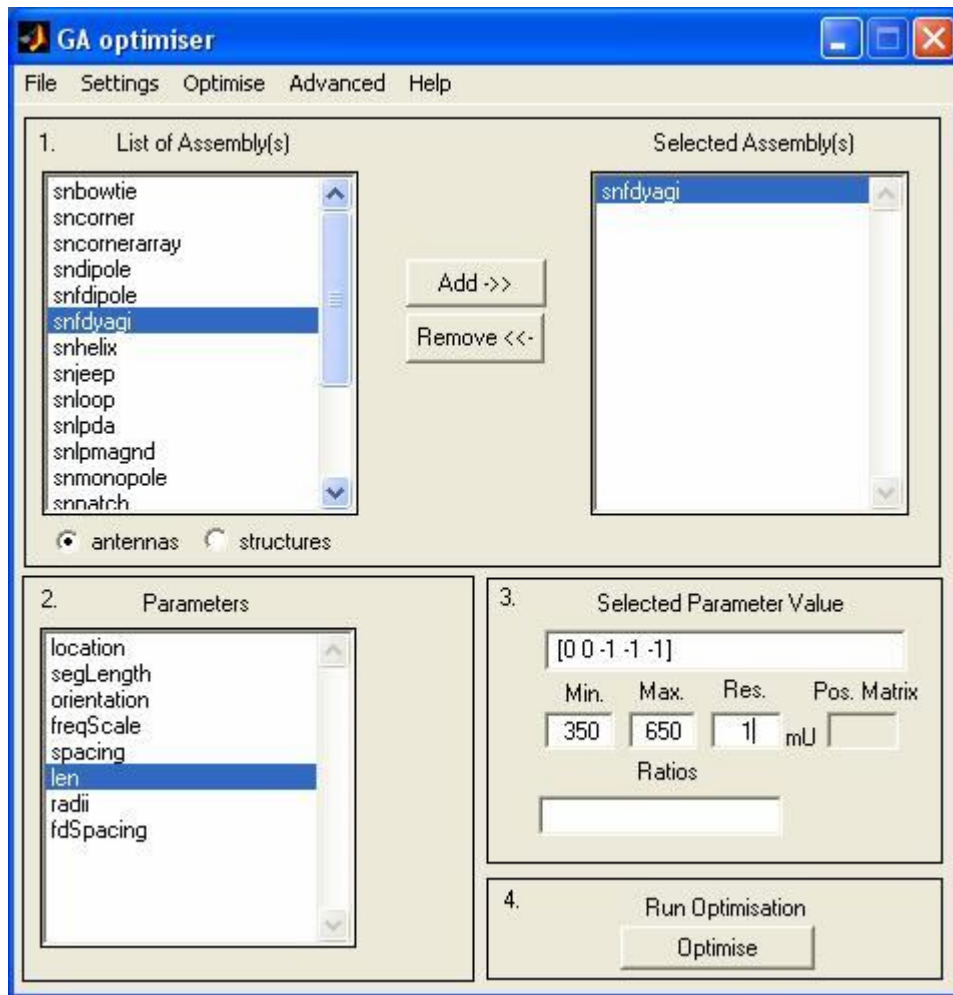 GA optimiser
File Settings Optimise Advanced Help
1. List of Assembly(s)
snbowtie
sncorner
sncornerarray
sndipole
snfdipole
snfdyagi
snhelix
snjeep
snloop
snlpda
snlpmagnd
snmonopole
snpatch
antennas structures
Add ->>
Remove <<-
Selected Assembly(s)
snfdyagi
2. Parameters
location
segLength
orientation
freqScale
spacing
len
radii
fdSpacing
3. Selected Parameter Value
[0 0 -1 -1 -1]
Min. Max. Res. Pos. Matrix
350 650 1 mU
Ratios
4. Run Optimisation
Optimise